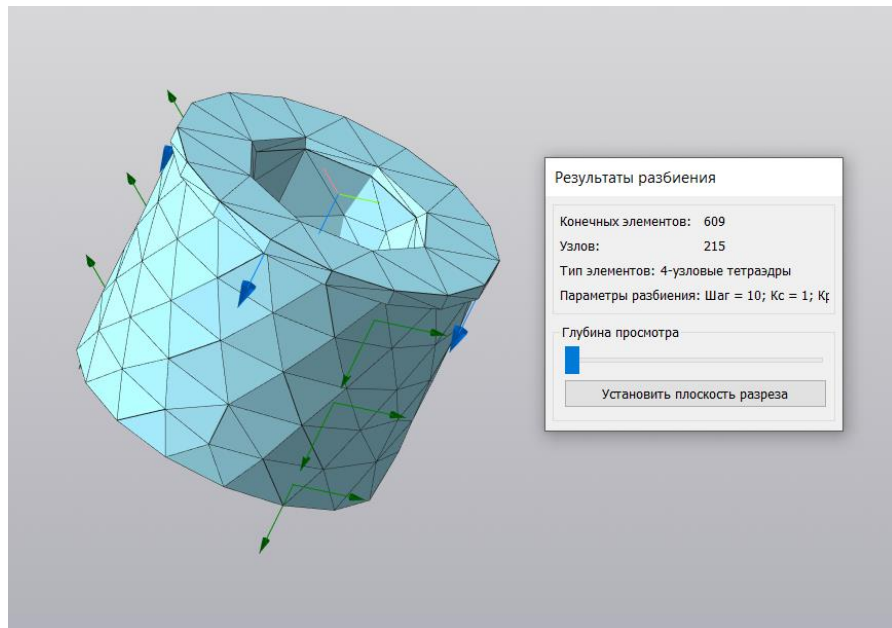 Результаты разбиения
Конечных элементов: 609
Узлов: 215
Тип элементов: 4-узловые тетраэдры
Параметры разбиения: Шаг = 10; Кс = 1; Кр
Глубина просмотра
Установить плоскость разреза